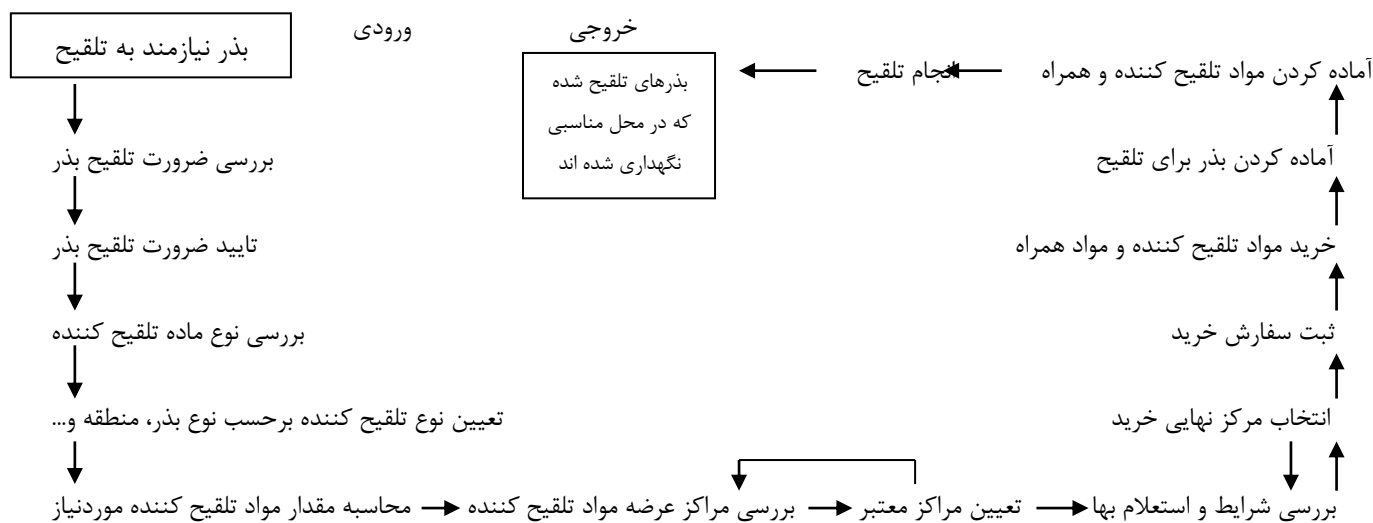 بذر نیازمند به تلقیح
ورودی
بررسی ضرورت تلقیح بذر
تایید ضرورت تلقیح بذر
بررسی نوع ماده تلقیح کننده
تعیین نوع تلقیح کننده برحسب نوع بذر، منطقه و...
محاسبه مقدار مواد تلقیح کننده موردنیاز
بررسی مراکز عرضه مواد تلقیح کننده
تعیین مراکز معتبر
بررسی شرایط و استعلام بها
انتخاب مرکز نهایی خرید
ثبت سفارش خرید
خرید مواد تلقیح کننده و مواد همراه
آماده کردن بذر برای تلقیح
آماده کردن مواد تلقیح کننده و همراه
انجام تلقیح
خروجی
بذرهای تلقیح شده
که در محل مناسبی
نگهداری شده اند